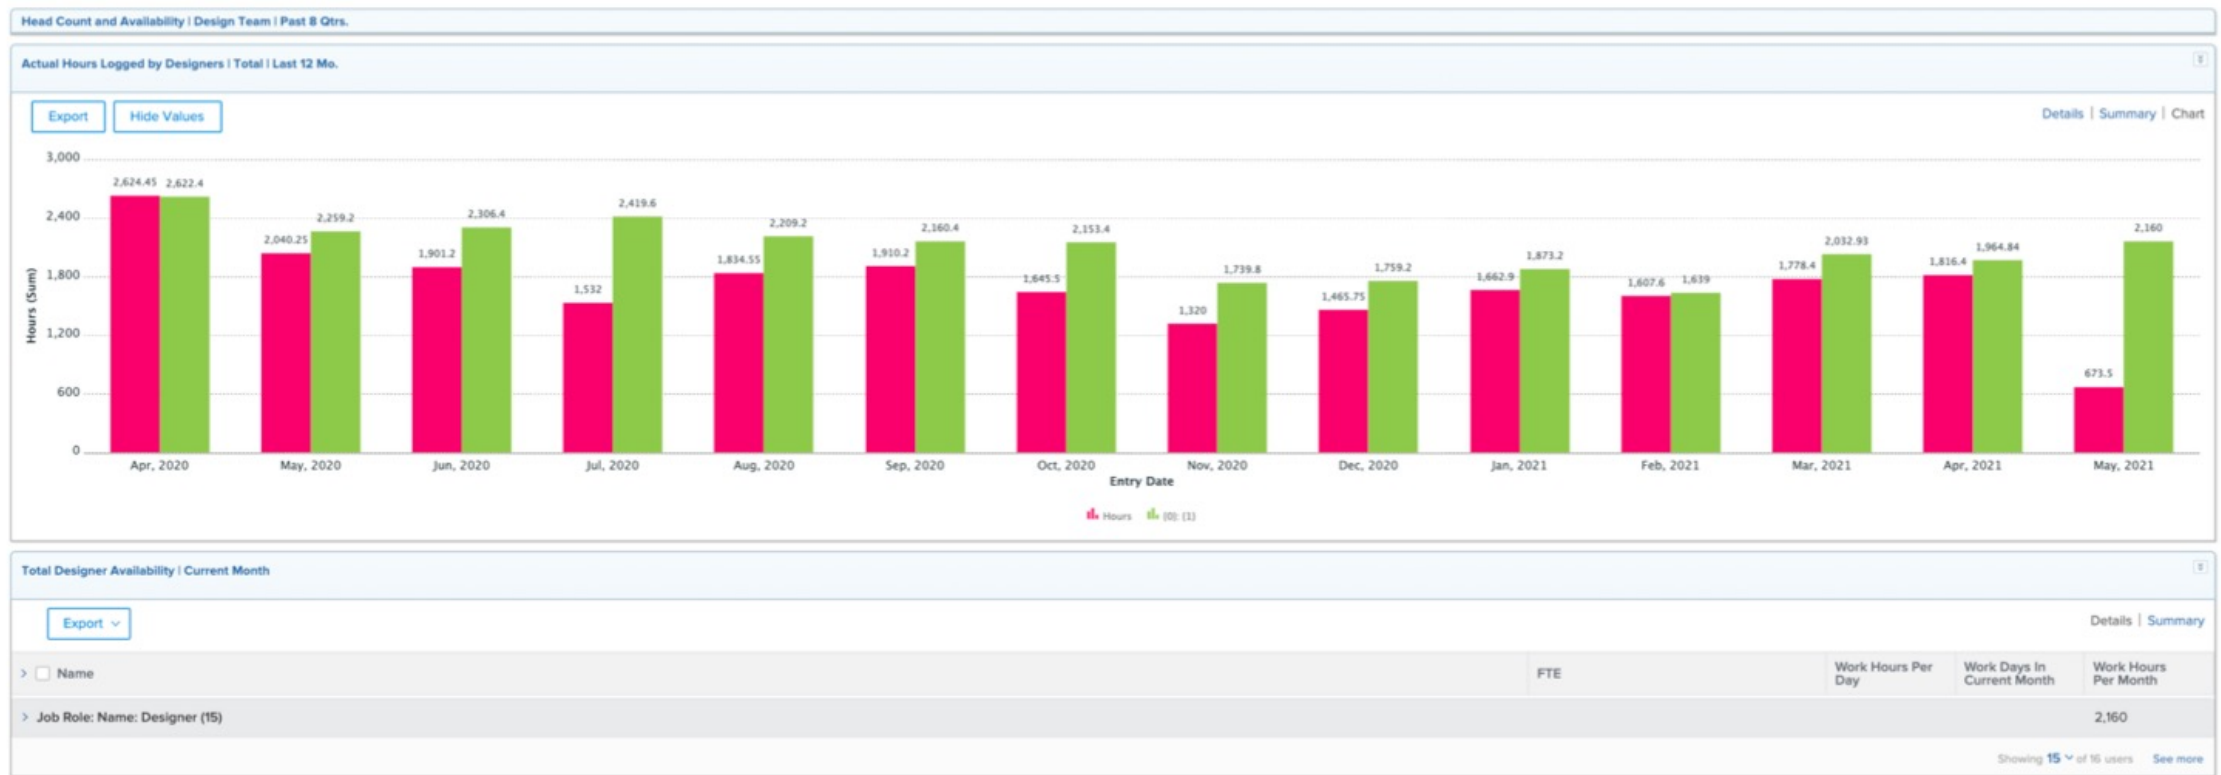 Head Count and Availability | Design Team | Past 8 Qtrs.
Actual Hours Logged by Designers | Total | Last 12 Mo.
Export Hide Values
Details | Summary | Chart
3,000
2,400
1,800
1,200
600
0
Hours (Sum)
2,624.45 2,622.4
2,040.25 2,259.2
1,901.2 2,306.4
1,532 2,419.6
1,834.55 2,209.2
1,910.2 2,160.4
1,645.5 2,153.4
1,320 1,739.8
1,465.75 1,759.2
1,662.9 1,873.2
1,607.6 1,639
1,778.4 2,032.93
1,816.4 1,964.84
673.5 2,160
Apr, 2020 May, 2020 Jun, 2020 Jul, 2020 Aug, 2020 Sep, 2020 Oct, 2020 Nov, 2020 Dec, 2020 Jan, 2021 Feb, 2021 Mar, 2021 Apr, 2021 May, 2021
Entry Date
Hours (0): (1)
Total Designer Availability | Current Month
Export
Details | Summary
Name FTE Work Hours Per Day Work Days In Current Month Work Hours Per Month
Job Role: Name: Designer (15) 2,160
Showing 15 of 16 users See more